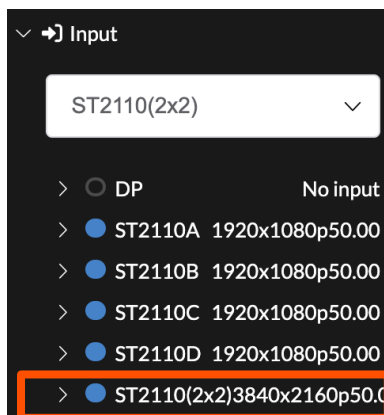 Input
ST2110(2x2)
DP No input
ST2110A 1920x1080p50.00
ST2110B 1920x1080p50.00
ST2110C 1920x1080p50.00
ST2110D 1920x1080p50.00
ST2110(2x2)3840x2160p50.0